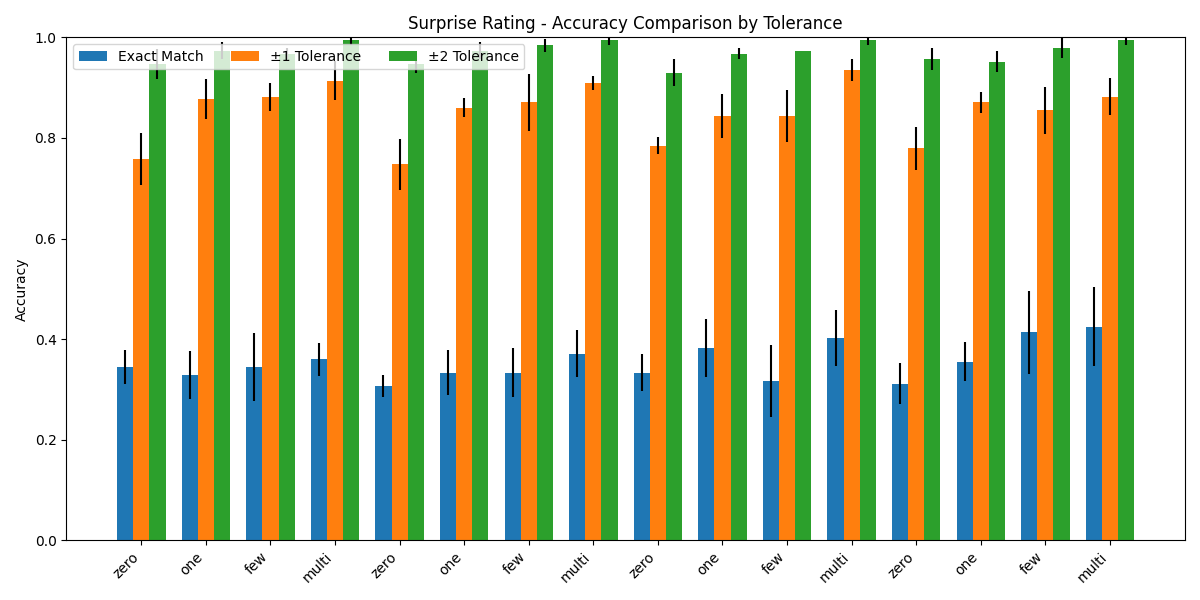 Surprise Rating - Accuracy Comparison by Tolerance
Exact Match ±1 Tolerance ±2 Tolerance
Accuracy
1.0
0.8
0.6
0.4
0.2
0.0
zero one few multi zero one few multi zero one few multi zero one few multi